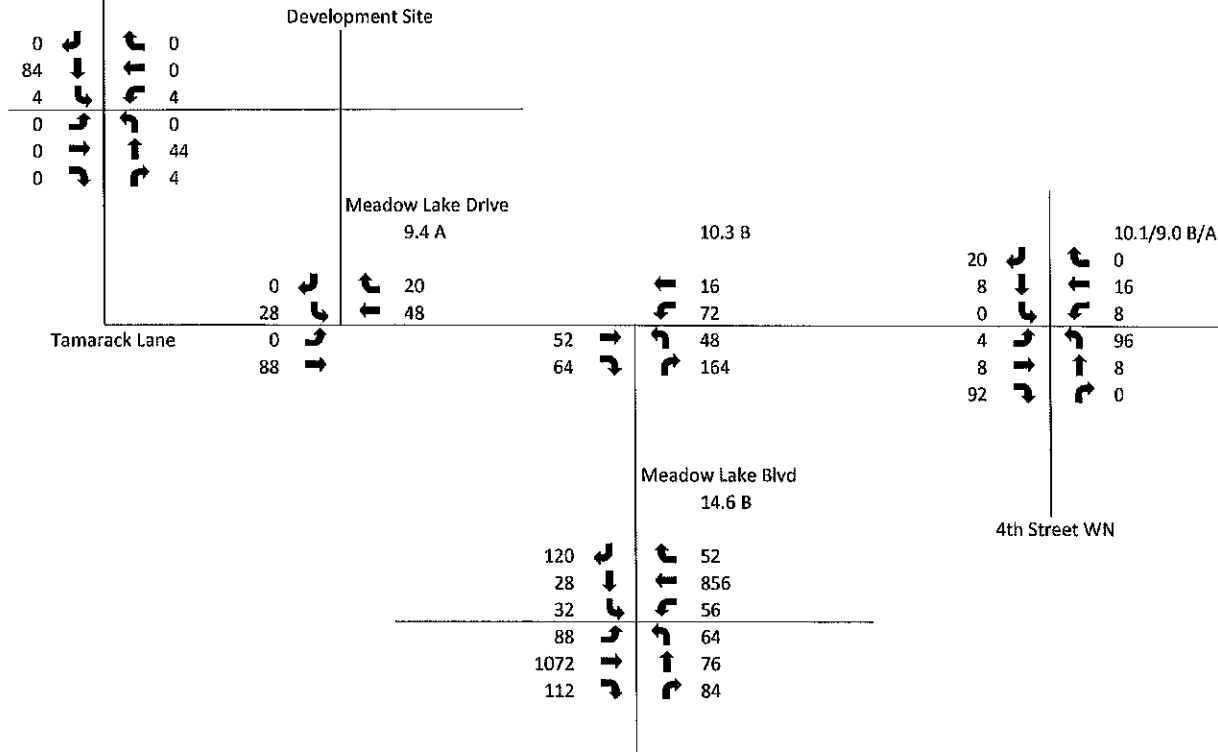 Development Site
0 0
84 0
4 4
0 0
0 44
0 4
Meadow Lake Drive
9.4 A
0 20
28 48
0
88
Tamarack Lane
10.3 B
16
72
52 48
64 164
10.1/9.0 B/A
20 0
8 16
0 8
4 96
8 8
92 0
4th Street WN
Meadow Lake Blvd
14.6 B
120 52
28 856
32 56
88 64
1072 76
112 84